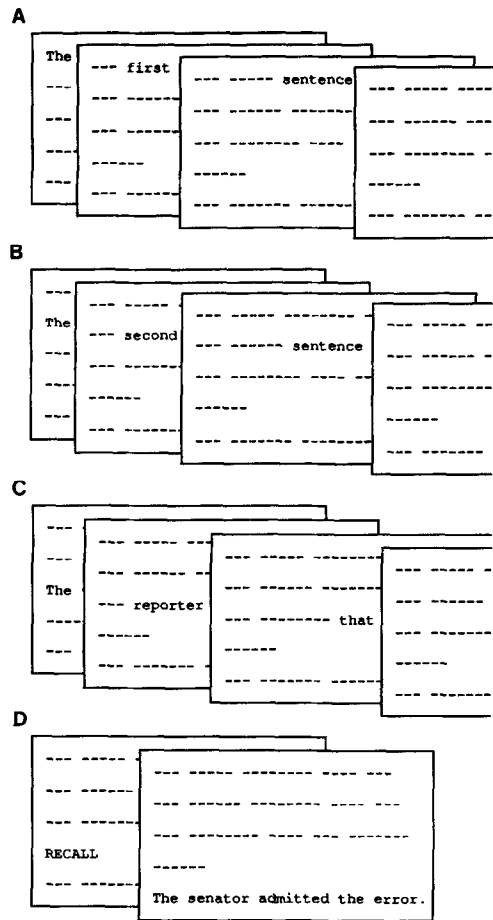 A
The
first
sentence
B
The
second
sentence
C
The
reporter
that
D
RECALL
The senator admitted the error.